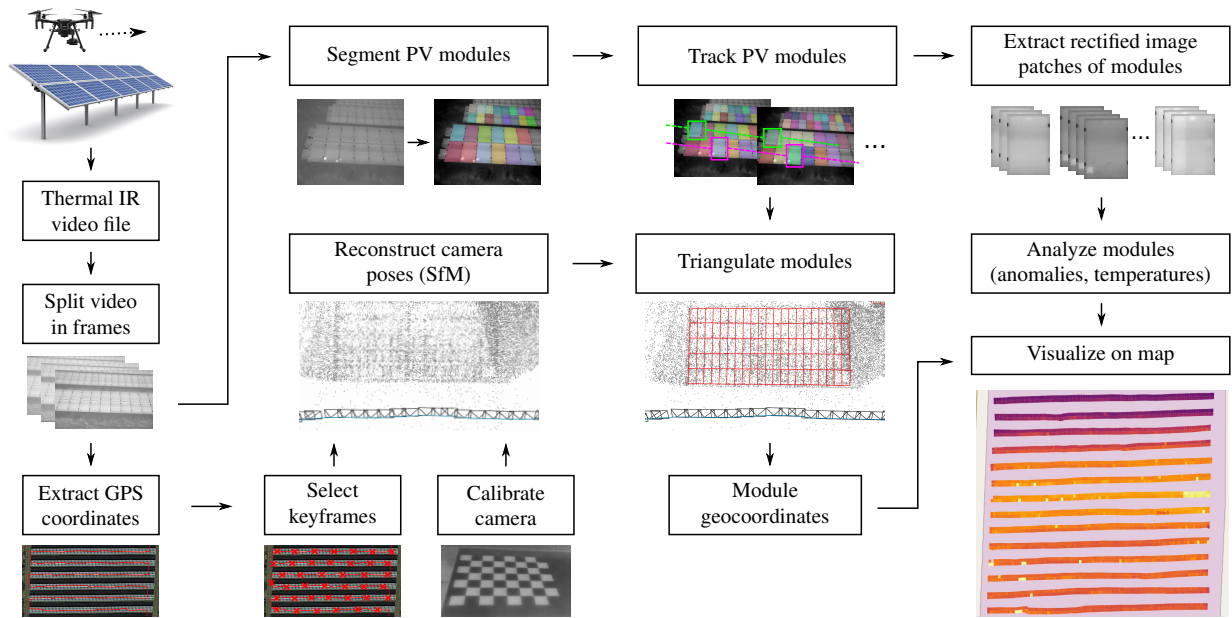 Segment PV modules
Track PV modules
Extract rectified image
patches of modules
...
...
Thermal IR
video file
Reconstruct camera
poses (SfM)
Triangulate modules
Analyze modules
(anomalies, temperatures)
Split video
in frames
Visualize on map
Extract GPS
coordinates
Select
keyframes
Calibrate
camera
Module
geocoordinates